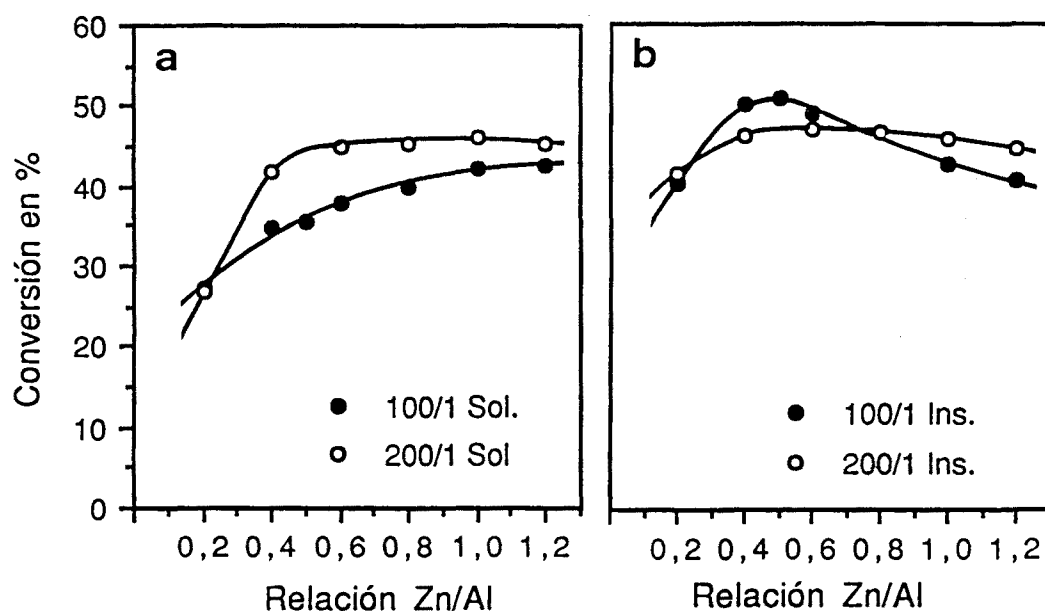 Conversión en %
60
50
40
30
20
10
0
a
100/1 Sol.
200/1 Sol
0,2 0,4 0,6 0,8 1,0 1,2
Relación Zn/Al
b
100/1 Ins.
200/1 Ins.
0,2 0,4 0,6 0,8 1,0 1,2
Relación Zn/Al